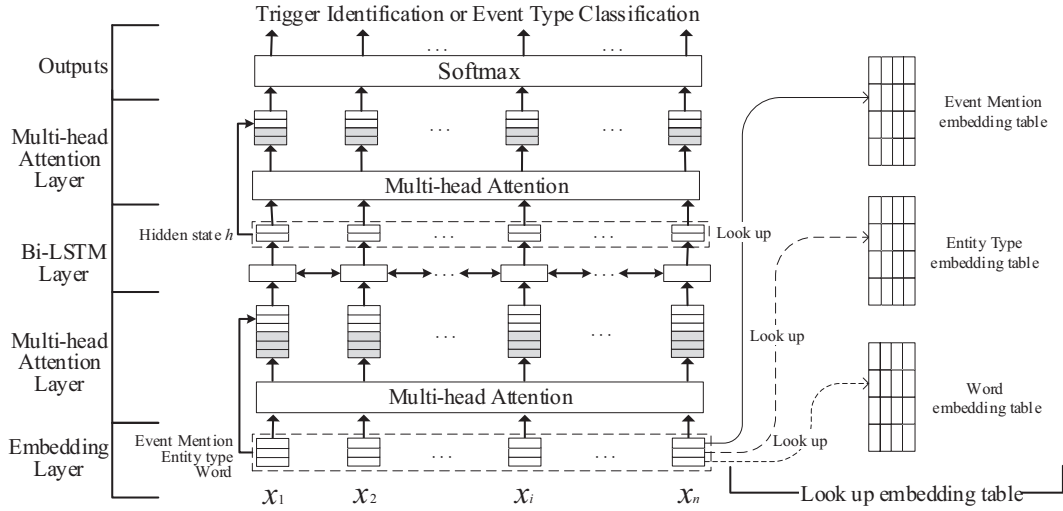 Trigger Identification or Event Type Classification
Outputs
Softmax
Multi-head
Attention
Layer
Multi-head Attention
Hidden state h
Look up
Bi-LSTM
Layer
Multi-head
Attention
Layer
Multi-head Attention
Embedding
Layer
Event Mention
Entity type
Word
x1
x2
xi
xn
Event Mention
embedding table
Entity Type
embedding table
Look up
Word
embedding table
Look up
Look up embedding table